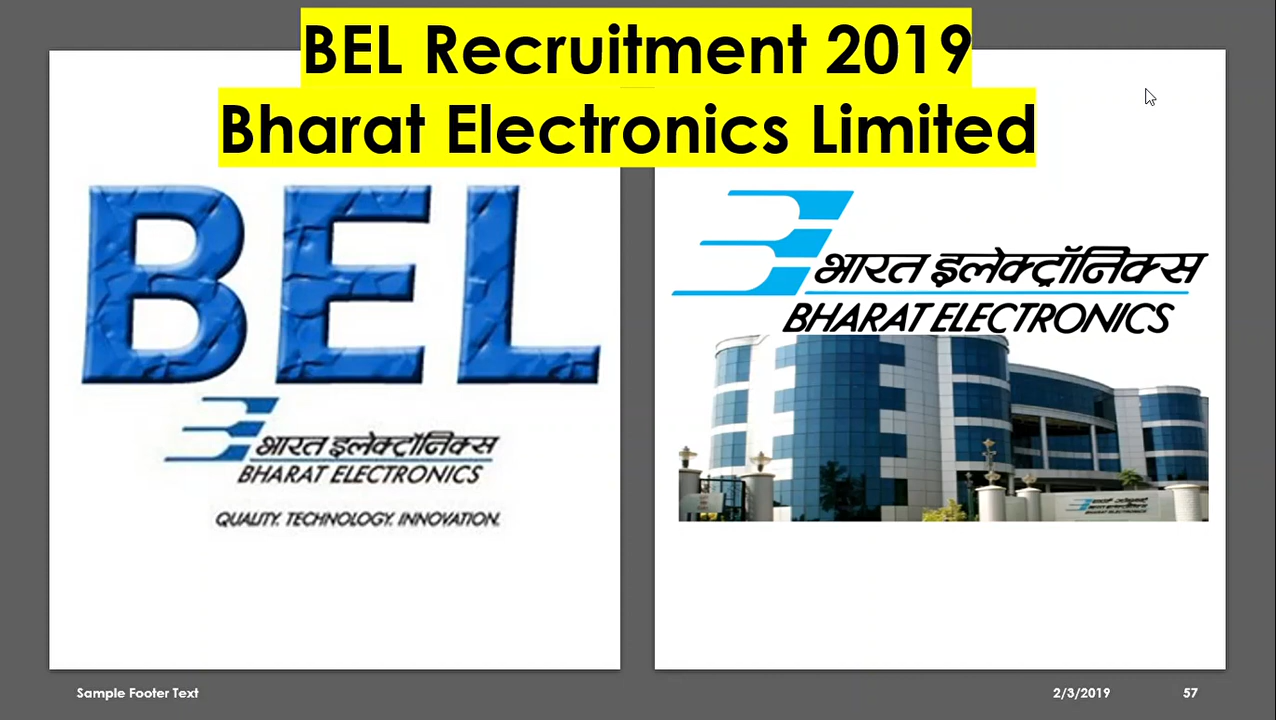 BEL Recruitment 2019
Bharat Electronics Limited
BEL
भारत इलेक्ट्रॉनिक्स
BHARAT ELECTRONICS
QUALITY. TECHNOLOGY. INNOVATION.
भारत इलेक्ट्रॉनिक्स
BHARAT ELECTRONICS
Sample Footer Text
2/3/2019
57